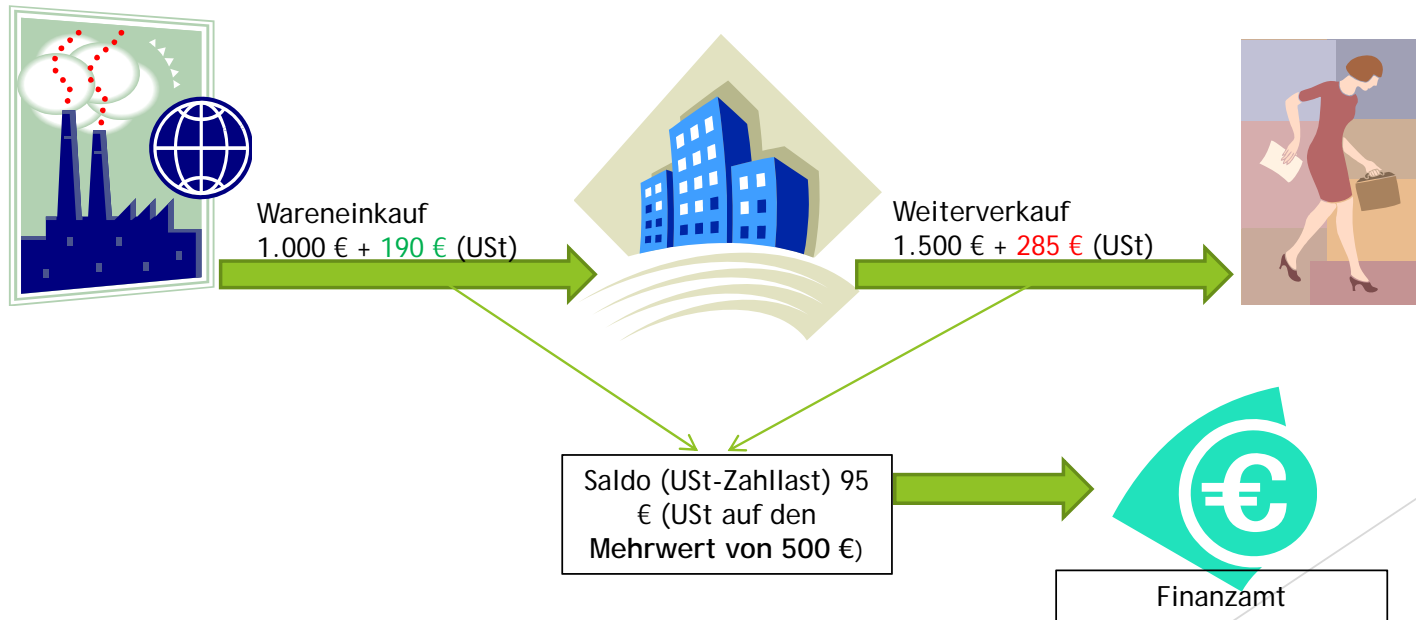 Wareneinkauf
1.000 € + 190 € (USt)
Weiterverkauf
1.500 € + 285 € (USt)
Saldo (USt-Zahllast) 95
€ (USt auf den
Mehrwert von 500 €)
€
Finanzamt